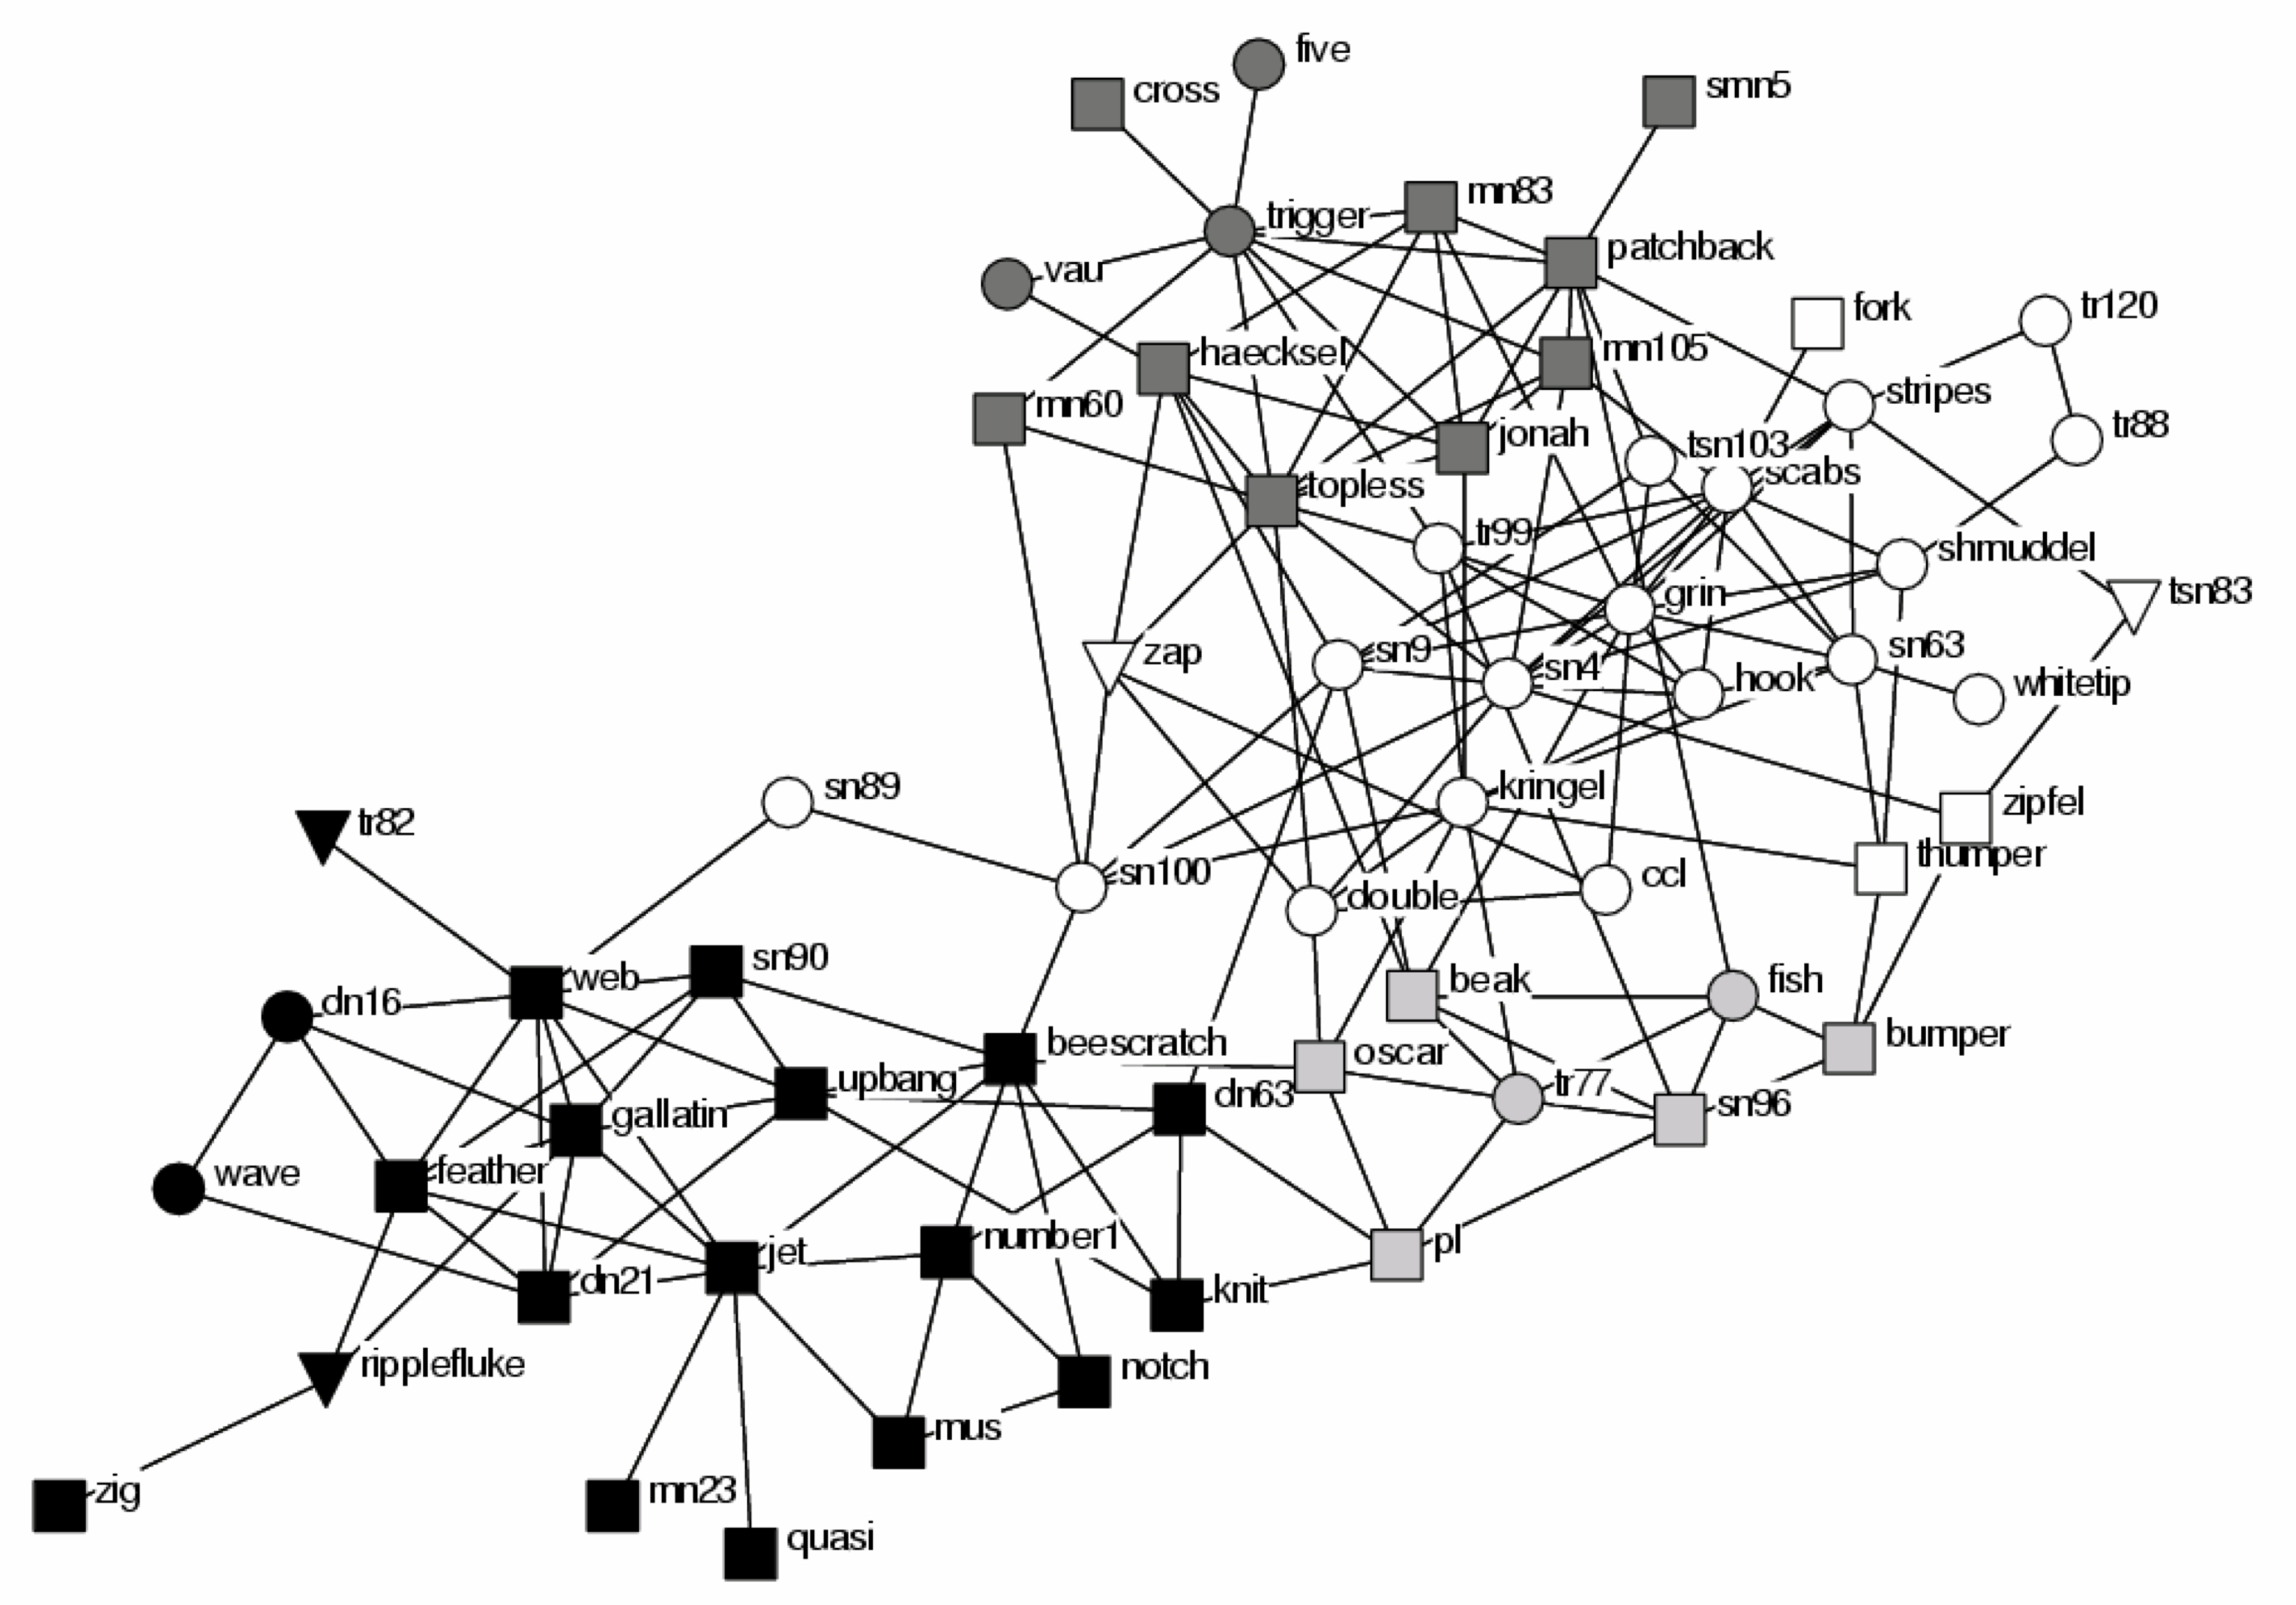 five
cross
smn5
mn83
trigger
patchback
vau
fork
tr120
haecksel
mn105
stripes
mn60
jonah
tsn103
tr88
scabs
topless
tr99
shmuddel
grin
tsn83
zap
sn9
sn4
hook
sn63
whitetip
sn89
kringel
zipfel
tr82
thumper
sn100
double
ccl
web
sn90
beak
fish
dn16
beescratch
oscar
bumper
upbang
dn63
tr77
sn96
gallatin
feather
wave
jet
number1
pl
dn21
knit
ripplefluke
notch
mus
zig
mn23
quasi